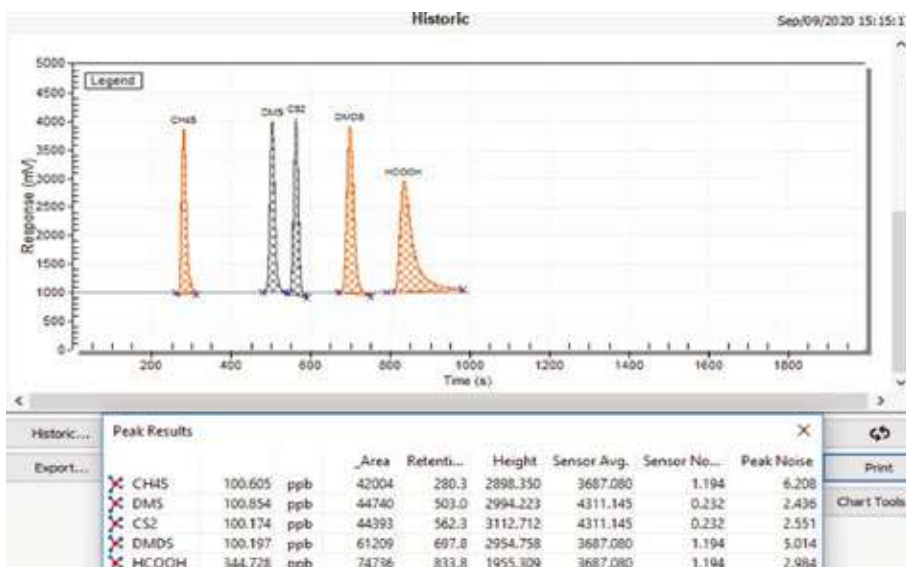 Historic
Sep/09/2020 15:15:1
Legend
5000
4500
4000
3500
3000
2500
2000
1500
1000
500
0
Response (mV)
CH4S
DMS
CS2
DMDS
HCOOH
200 400 600 800 1000 1200 1400 1600 1800
Time (s)
Historic...
Export...
Peak Results
_Area Retenti... Height Sensor Avg. Sensor No... Peak Noise
CH4S 100.605 ppb 42004 280.3 2898.350 3687.080 1.194 6.208
DMS 100.854 ppb 44740 503.0 2994.223 4311.145 0.232 2.436
CS2 100.174 ppb 44393 562.3 3112.712 4311.145 0.232 2.551
DMDS 100.197 ppb 61209 697.8 2954.758 3687.080 1.194 5.014
HCOOH 344.728 ppb 74736 833.8 1955.309 3687.080 1.194 2.984
Print
Chart Tools